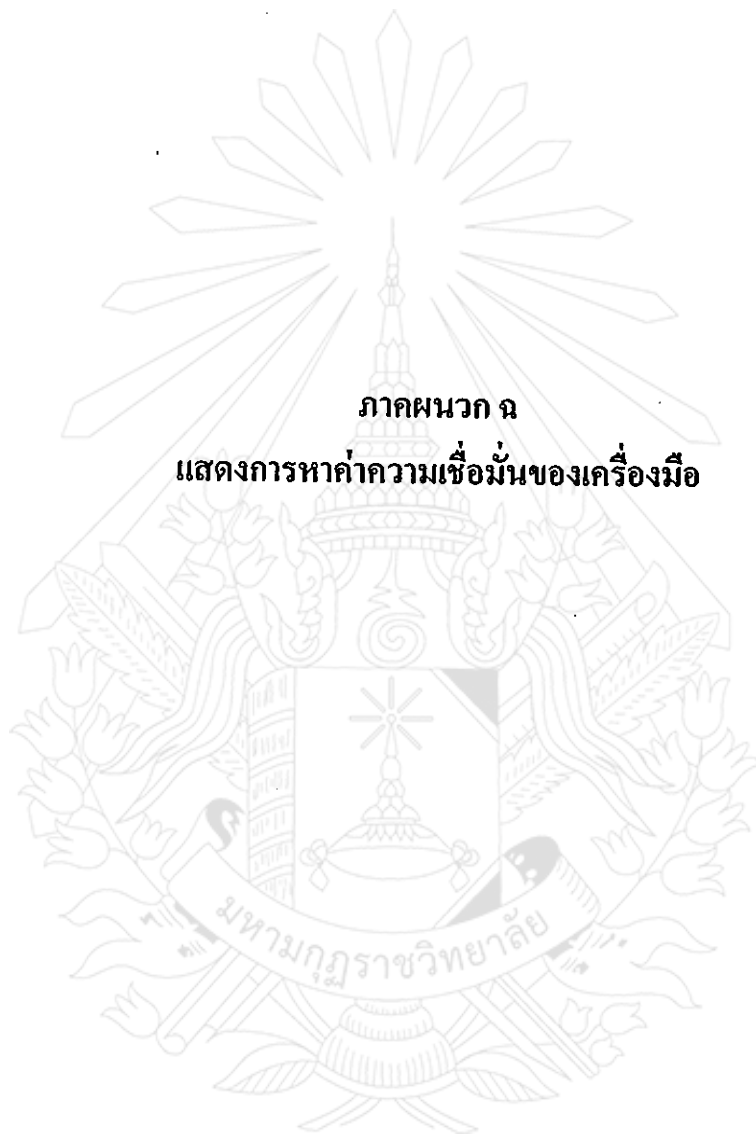 ภาคผนวก ฉ
แสดงการหาค่าความเชื่อมั่นของเครื่องมือ
มหามกุฏราชวิทยาลัย